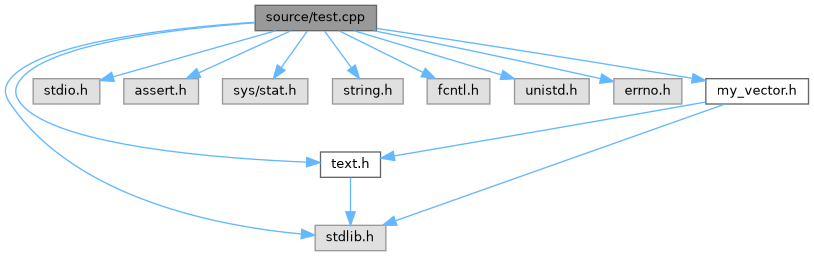 source/test.cpp
stdio.h
assert.h
sys/stat.h
string.h
fcntl.h
unistd.h
errno.h
my_vector.h
text.h
stdlib.h